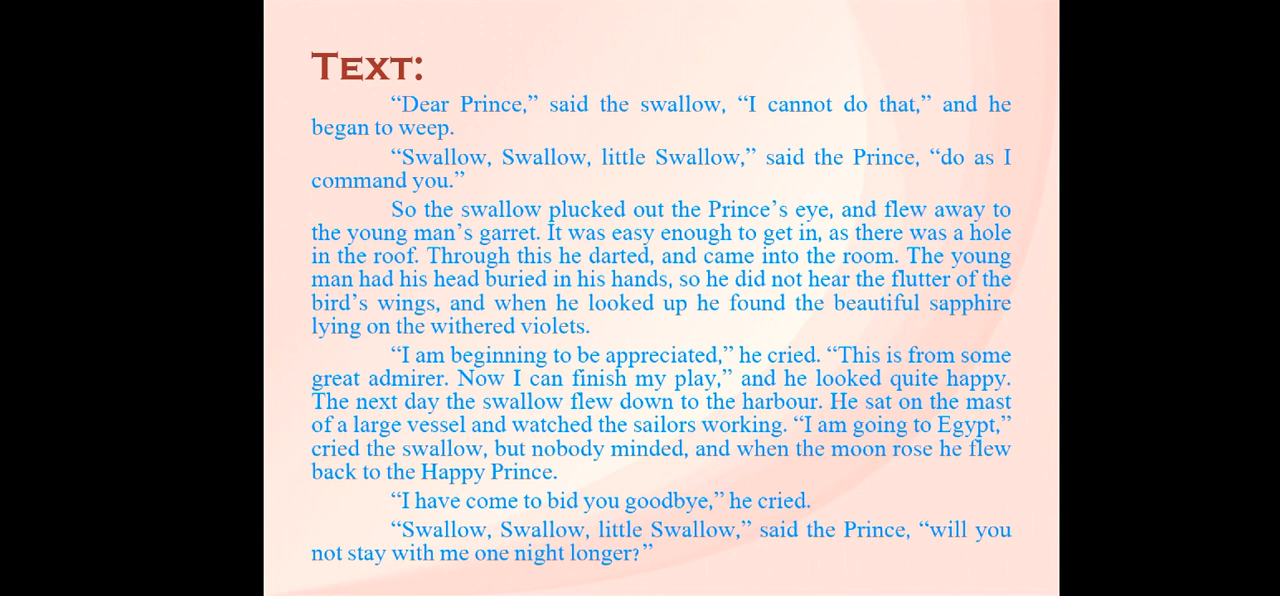 TEXT:
“Dear Prince,” said the swallow, “I cannot do that,” and he
began to weep.
“Swallow, Swallow, little Swallow,” said the Prince, “do as I
command you.”
So the swallow plucked out the Prince’s eye, and flew away to
the young man’s garret. It was easy enough to get in, as there was a hole
in the roof. Through this he darted, and came into the room. The young
man had his head buried in his hands, so he did not hear the flutter of the
bird’s wings, and when he looked up he found the beautiful sapphire
lying on the withered violets.
“I am beginning to be appreciated,” he cried. “This is from some
great admirer. Now I can finish my play,” and he looked quite happy.
The next day the swallow flew down to the harbour. He sat on the mast
of a large vessel and watched the sailors working. “I am going to Egypt,”
cried the swallow, but nobody minded, and when the moon rose he flew
back to the Happy Prince.
“I have come to bid you goodbye,” he cried.
“Swallow, Swallow, little Swallow,” said the Prince, “will you
not stay with me one night longer?”